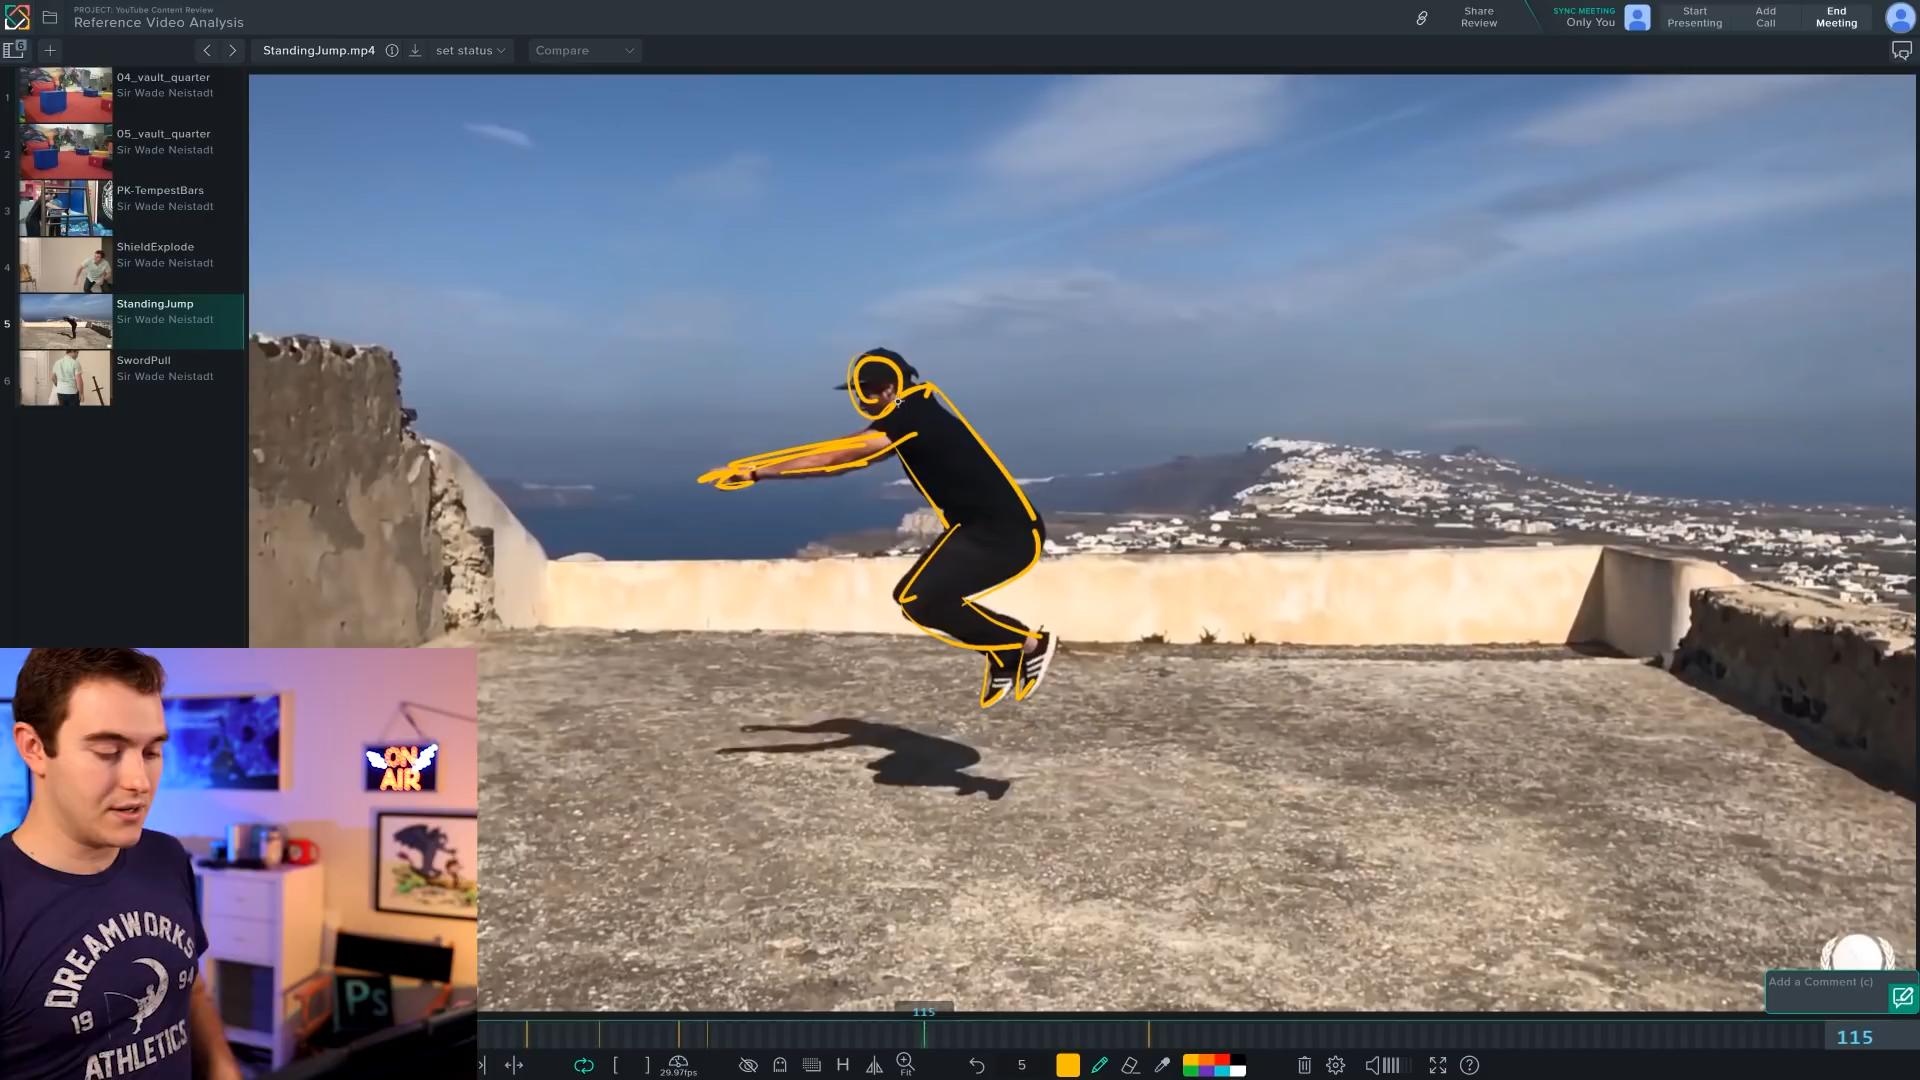 PROJECT: YouTube Content Review
Reference Video Analysis
Share
Review
SYNC MEETING
Only You
Start
Presenting
Add
Call
End
Meeting
6
StandingJump.mp4
set status
Compare
1
04_vault_quarter
Sir Wade Neistadt
2
05_vault_quarter
Sir Wade Neistadt
3
PK-TempestBars
Sir Wade Neistadt
4
ShieldExplode
Sir Wade Neistadt
5
StandingJump
Sir Wade Neistadt
6
SwordPull
Sir Wade Neistadt
ON
AIR
DREAMWORKS
19
94
ATHLETICS
Ps
Add a Comment (c)
115
115
29.97fps
H
Fit
5